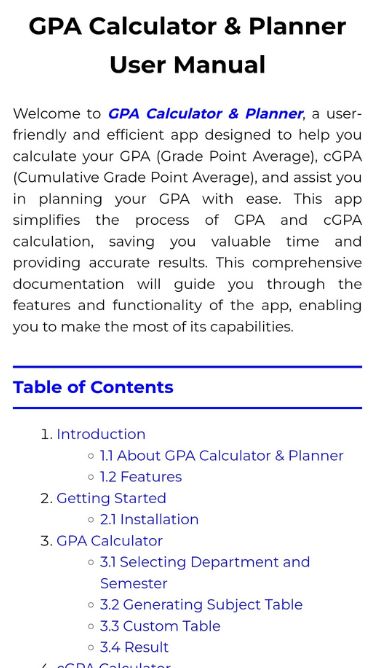 GPA Calculator & Planner
User Manual
Welcome to GPA Calculator & Planner, a user-
friendly and efficient app designed to help you
calculate your GPA (Grade Point Average), cGPA
(Cumulative Grade Point Average), and assist you
in planning your GPA with ease. This app
simplifies the process of GPA and cGPA
calculation, saving you valuable time and
providing accurate results. This comprehensive
documentation will guide you through the
features and functionality of the app, enabling
you to make the most of its capabilities.
Table of Contents
1. Introduction
1.1 About GPA Calculator & Planner
1.2 Features
2. Getting Started
2.1 Installation
3. GPA Calculator
3.1 Selecting Department and
Semester
3.2 Generating Subject Table
3.3 Custom Table
3.4 Result
4. cGPA Calculator